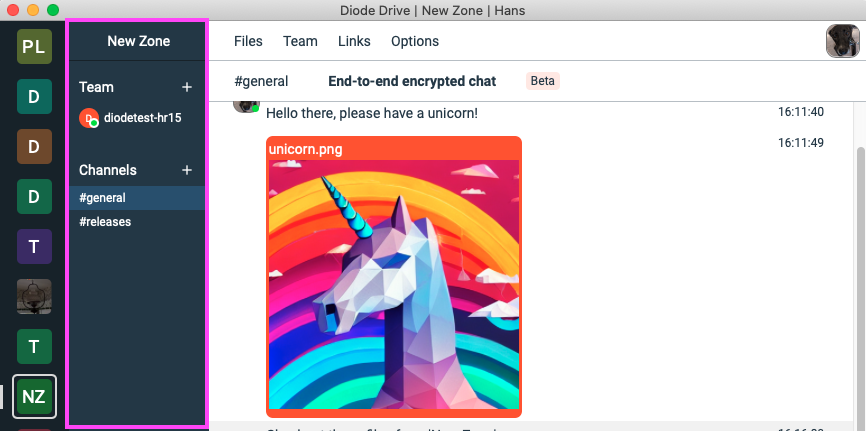 Diode Drive | New Zone | Hans
PL
D
D
D
T
T
NZ
New Zone
Team +
D diodetest-hr15
Channels +
#general
#releases
Files Team Links Options
#general End-to-end encrypted chat Beta
Hello there, please have a unicorn! 16:11:40
unicorn.png 16:11:49